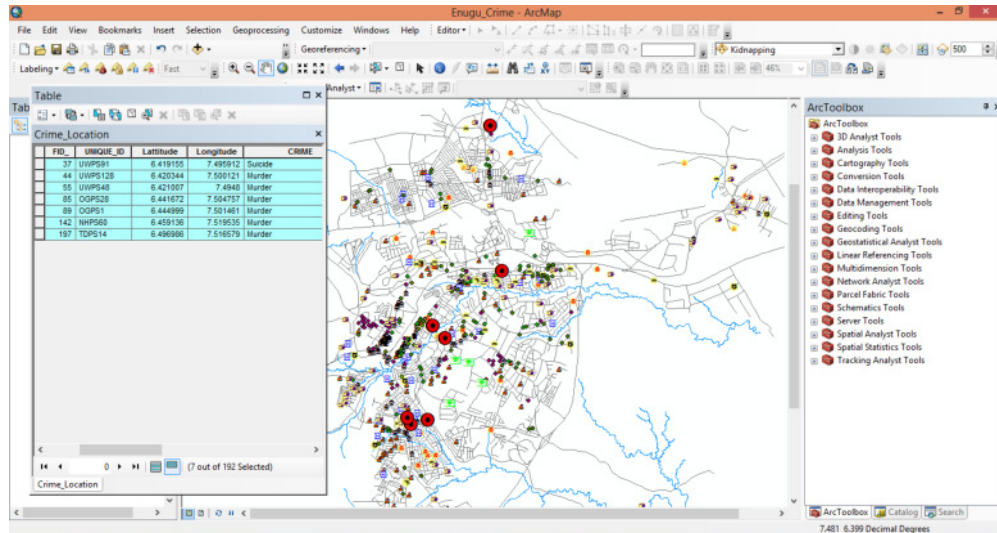 Enugu_Crime - ArcMap
File Edit View Bookmarks Insert Selection Geoprocessing Customize Windows Help Editor
Georeferencing Kidnapping 500
Labeling Fast 46%
Analyst
Table
Crime_Location
FID_ UNIQUE_ID Lattitude Longitude CRIME
37 UWPS91 6.419155 7.495912 Suicide
44 UWPS128 6.420344 7.500121 Murder
55 UWPS48 6.421007 7.4948 Murder
85 OGPS28 6.441672 7.504757 Murder
89 OGPS1 6.444999 7.501461 Murder
142 NHPS60 6.459136 7.519535 Murder
197 TDPS14 6.496986 7.516579 Murder
0
(7 out of 192 Selected)
Crime_Location
ArcToolbox
ArcToolbox
3D Analyst Tools
Analysis Tools
Cartography Tools
Conversion Tools
Data Interoperability Tools
Data Management Tools
Editing Tools
Geocoding Tools
Geostatistical Analyst Tools
Linear Referencing Tools
Multidimension Tools
Network Analyst Tools
Parcel Fabric Tools
Schematics Tools
Server Tools
Spatial Analyst Tools
Spatial Statistics Tools
Tracking Analyst Tools
ArcToolbox Catalog Search
7.481 6.399 Decimal Degrees